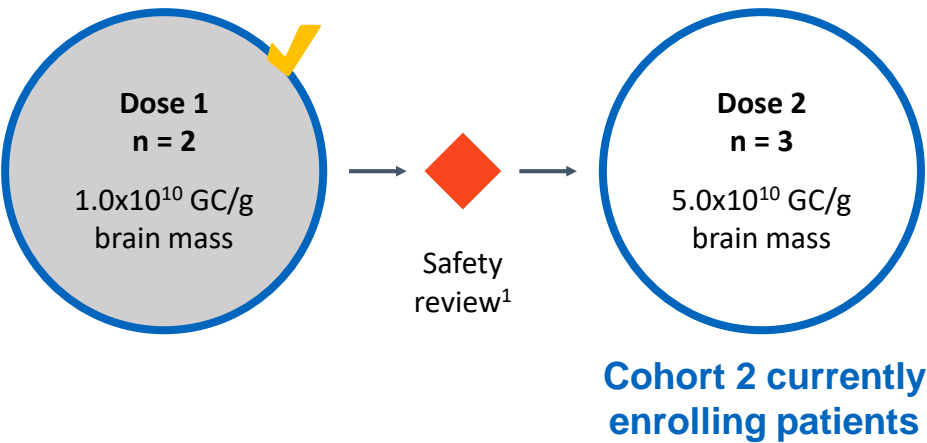 Dose 1
n = 2
1.0x10¹⁰ GC/g
brain mass
Safety
review¹
Dose 2
n = 3
5.0x10¹⁰ GC/g
brain mass
Cohort 2 currently
enrolling patients